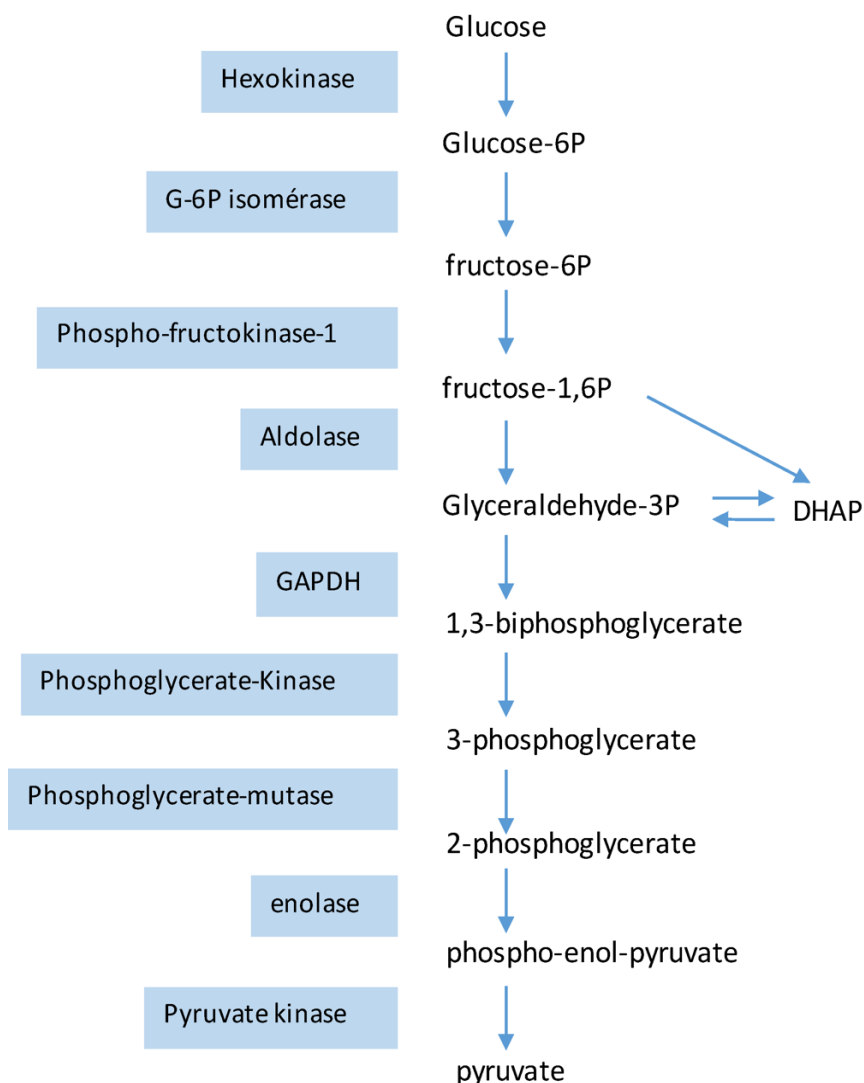 Glucose
Hexokinase
Glucose-6P
G-6P isomérase
fructose-6P
Phospho-fructokinase-1
fructose-1,6P
Aldolase
Glyceraldehyde-3P
DHAP
GAPDH
1,3-biphosphoglycerate
Phosphoglycerate-Kinase
3-phosphoglycerate
Phosphoglycerate-mutase
2-phosphoglycerate
enolase
phospho-enol-pyruvate
Pyruvate kinase
pyruvate